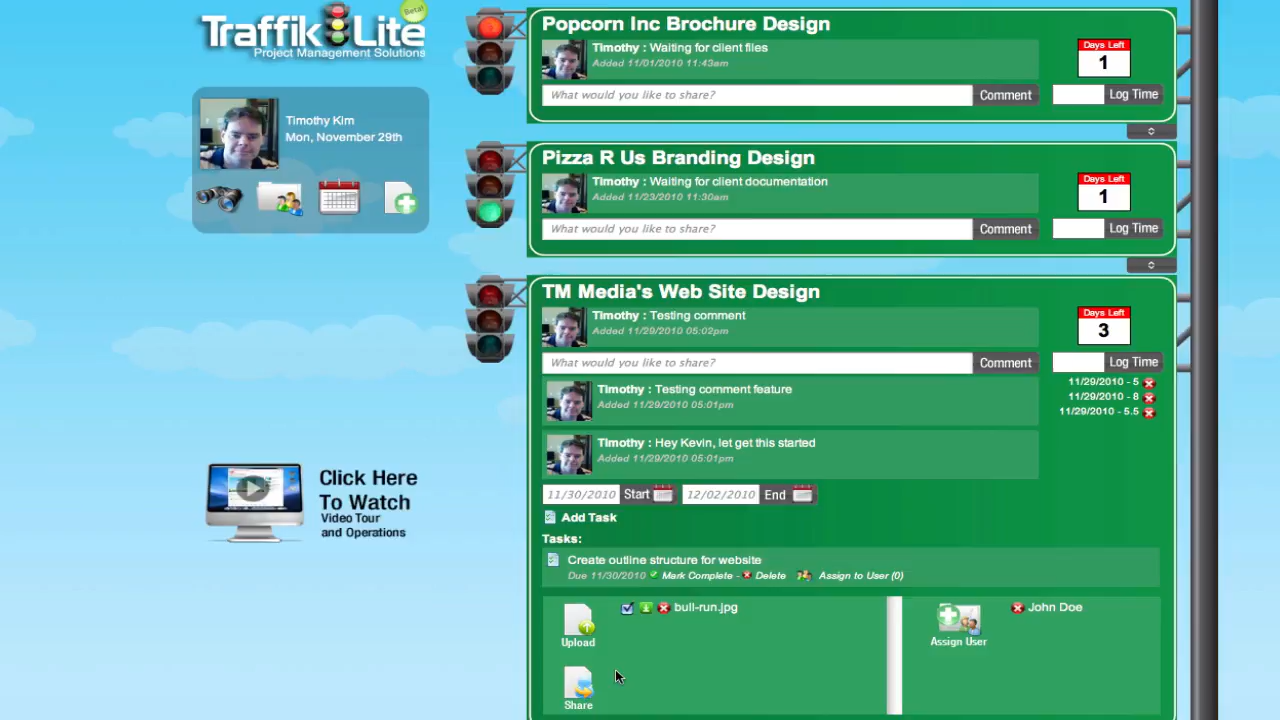 Traffik Lite
Beta!
Project Management Solutions
Timothy Kim
Mon, November 29th
Click Here
To Watch
Video Tour
and Operations
Popcorn Inc Brochure Design
Timothy : Waiting for client files
Added 11/01/2010 11:43am
Days Left
1
What would you like to share?
Comment
Log Time
Pizza R Us Branding Design
Timothy : Waiting for client documentation
Added 11/23/2010 11:30am
Days Left
1
What would you like to share?
Comment
Log Time
TM Media's Web Site Design
Timothy : Testing comment
Added 11/29/2010 05:02pm
Days Left
3
What would you like to share?
Comment
Log Time
11/29/2010 - 5
11/29/2010 - 8
11/29/2010 - 5.5
Timothy : Testing comment feature
Added 11/29/2010 05:01pm
Timothy : Hey Kevin, let get this started
Added 11/29/2010 05:01pm
11/30/2010 Start 12/02/2010 End
Add Task
Tasks:
Create outline structure for website
Due 11/30/2010 Mark Complete - Delete Assign to User (0)
bull-run.jpg
Upload
Share
John Doe
Assign User